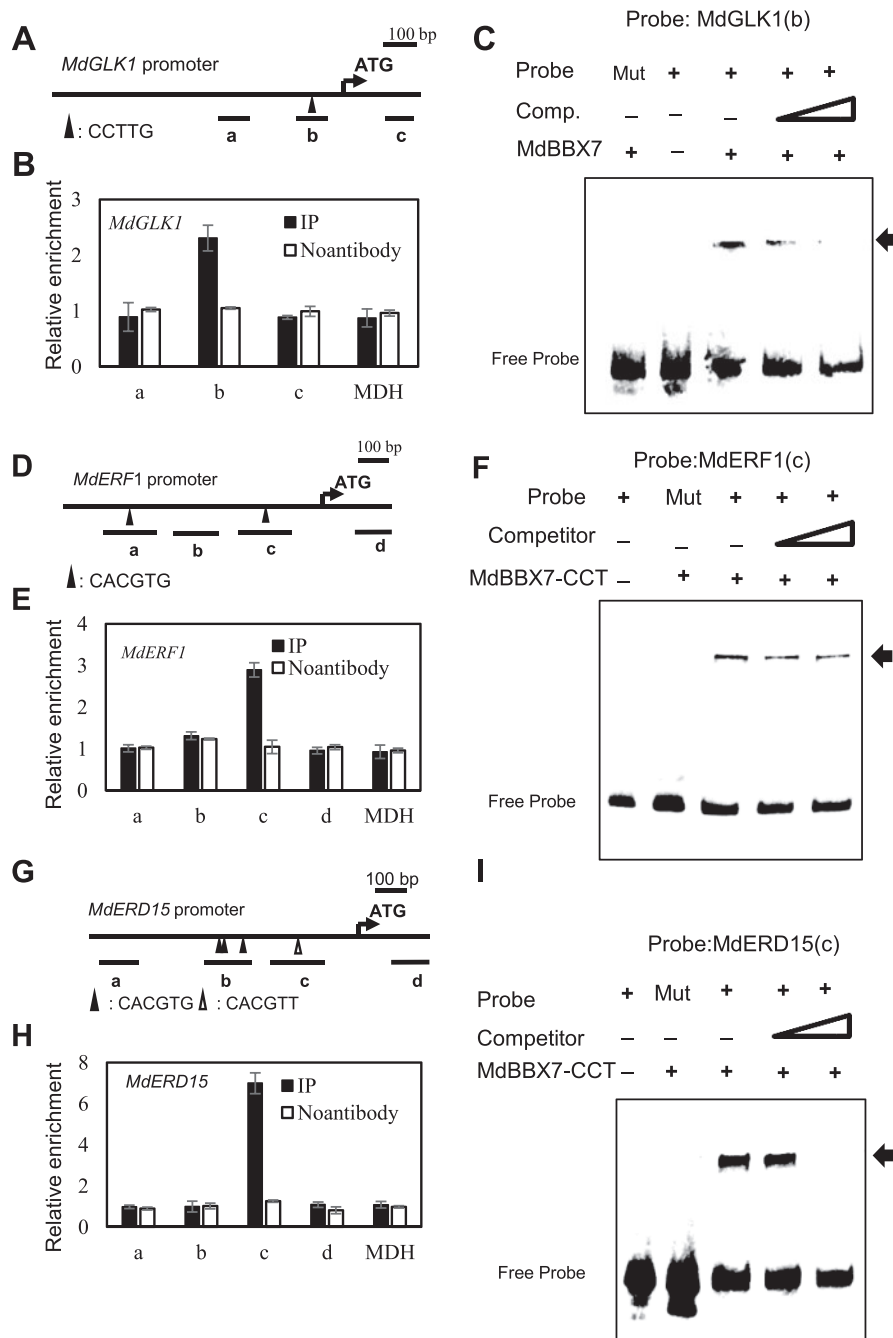 A
100 bp
MdGLK1 promoter
ATG
a b c
: CCTTG
B
Relative enrichment
3
2
1
0
MdGLK1
IP
Noantibody
a b c MDH
C
Probe: MdGLK1(b)
Probe Mut + + + +
Comp. – – –
MdBBX7 + – + + +
Free Probe
D
100 bp
MdERF1 promoter
ATG
a b c d
: CACGTG
E
Relative enrichment
4
3
2
1
0
MdERF1
IP
Noantibody
a b c d MDH
F
Probe:MdERF1(c)
Probe + Mut + + +
Competitor – – –
MdBBX7-CCT – + + + +
Free Probe
G
100 bp
MdERD15 promoter
ATG
a b c d
: CACGTG : CACGTT
H
Relative enrichment
8
6
4
2
0
MdERD15
IP
Noantibody
a b c d MDH
I
Probe:MdERD15(c)
Probe + Mut + + +
Competitor – – –
MdBBX7-CCT – + + + +
Free Probe